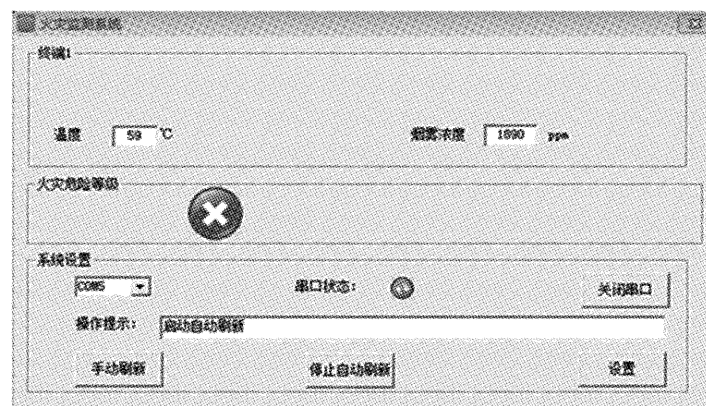 火灾监测系统
终端1
温度 59 ℃ 烟雾浓度 1890 ppm
火灾危险等级
系统设置
COM5 串口状态: 关闭串口
操作提示: 启动自动刷新
手动刷新 停止自动刷新 设置